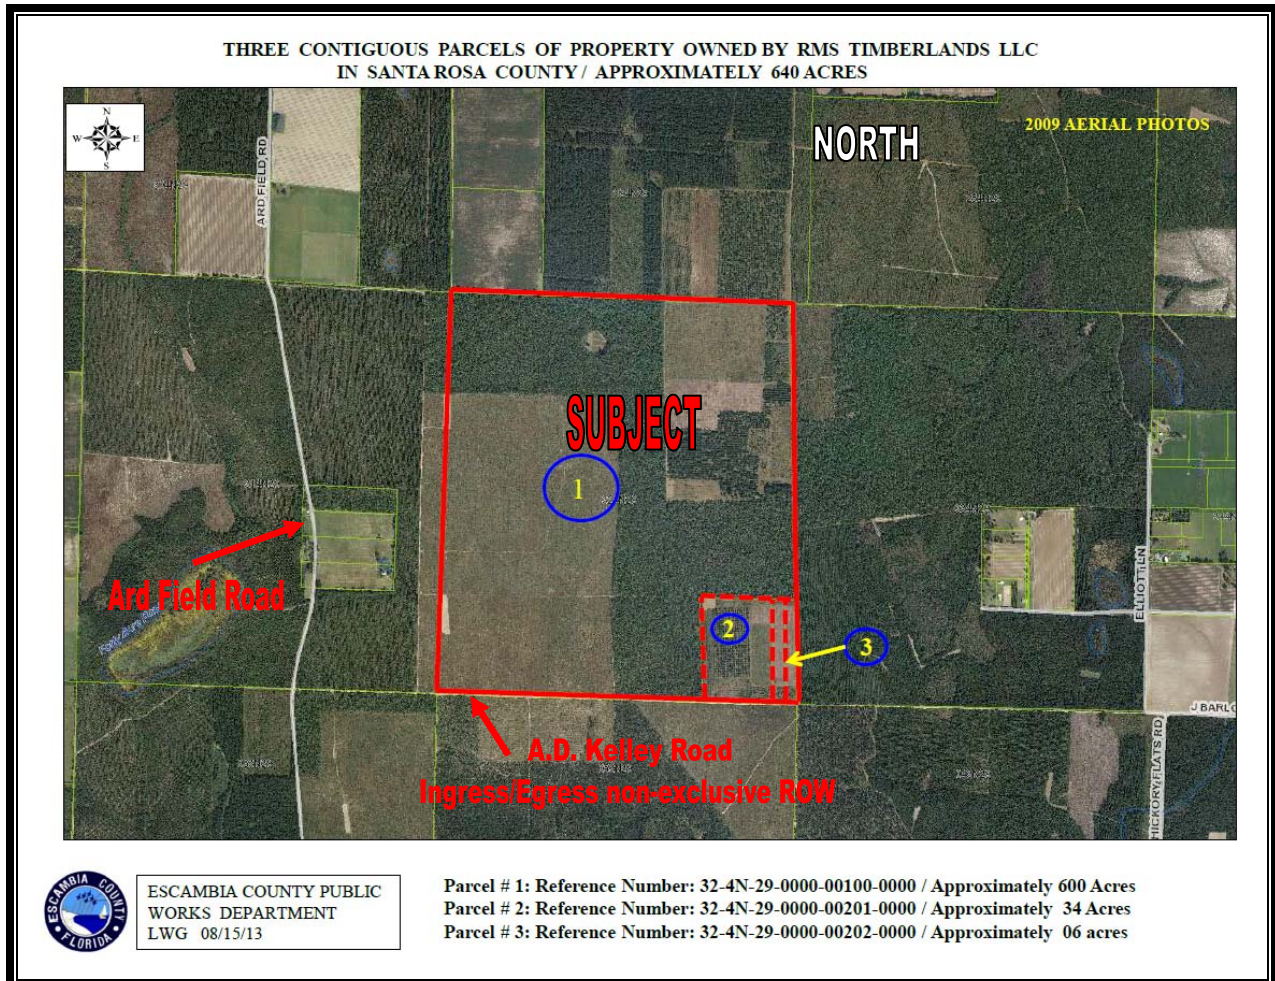 THREE CONTIGUOUS PARCELS OF PROPERTY OWNED BY RMS TIMBERLANDS LLC
IN SANTA ROSA COUNTY / APPROXIMATELY 640 ACRES
N
W E
S
NORTH
2009 AERIAL PHOTOS
ARD FIELD RD
SUBJECT
1
Ard Field Road
2
3
ELLIOTT LN
J BARLO
HICKORY FLATS RD
A.D. Kelley Road
Ingress/Egress non-exclusive ROW
ESCAMBIA COUNTY
FLORIDA
ESCAMBIA COUNTY PUBLIC
WORKS DEPARTMENT
LWG 08/15/13
Parcel # 1: Reference Number: 32-4N-29-0000-00100-0000 / Approximately 600 Acres
Parcel # 2: Reference Number: 32-4N-29-0000-00201-0000 / Approximately 34 Acres
Parcel # 3: Reference Number: 32-4N-29-0000-00202-0000 / Approximately 06 acres